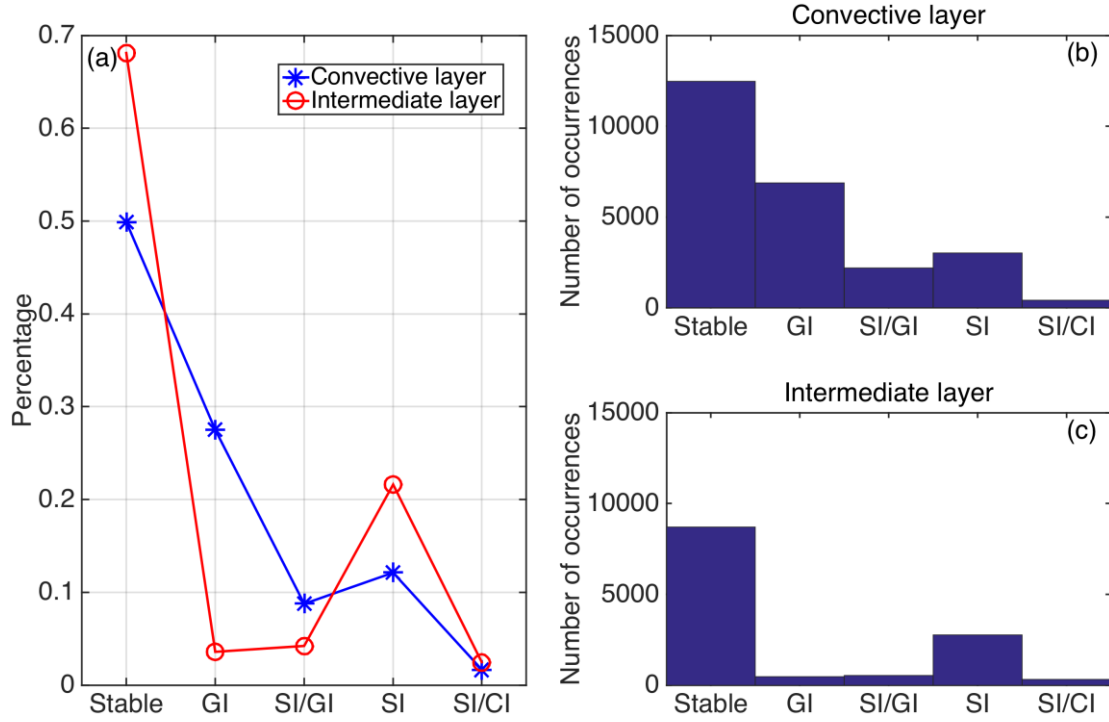 (a)
Convective layer
Intermediate layer
Percentage
0.7
0.6
0.5
0.4
0.3
0.2
0.1
0
Stable GI SI/GI SI SI/CI
Convective layer
(b)
Number of occurrences
15000
10000
5000
0
Stable GI SI/GI SI SI/CI
Intermediate layer
(c)
Number of occurrences
15000
10000
5000
0
Stable GI SI/GI SI SI/CI